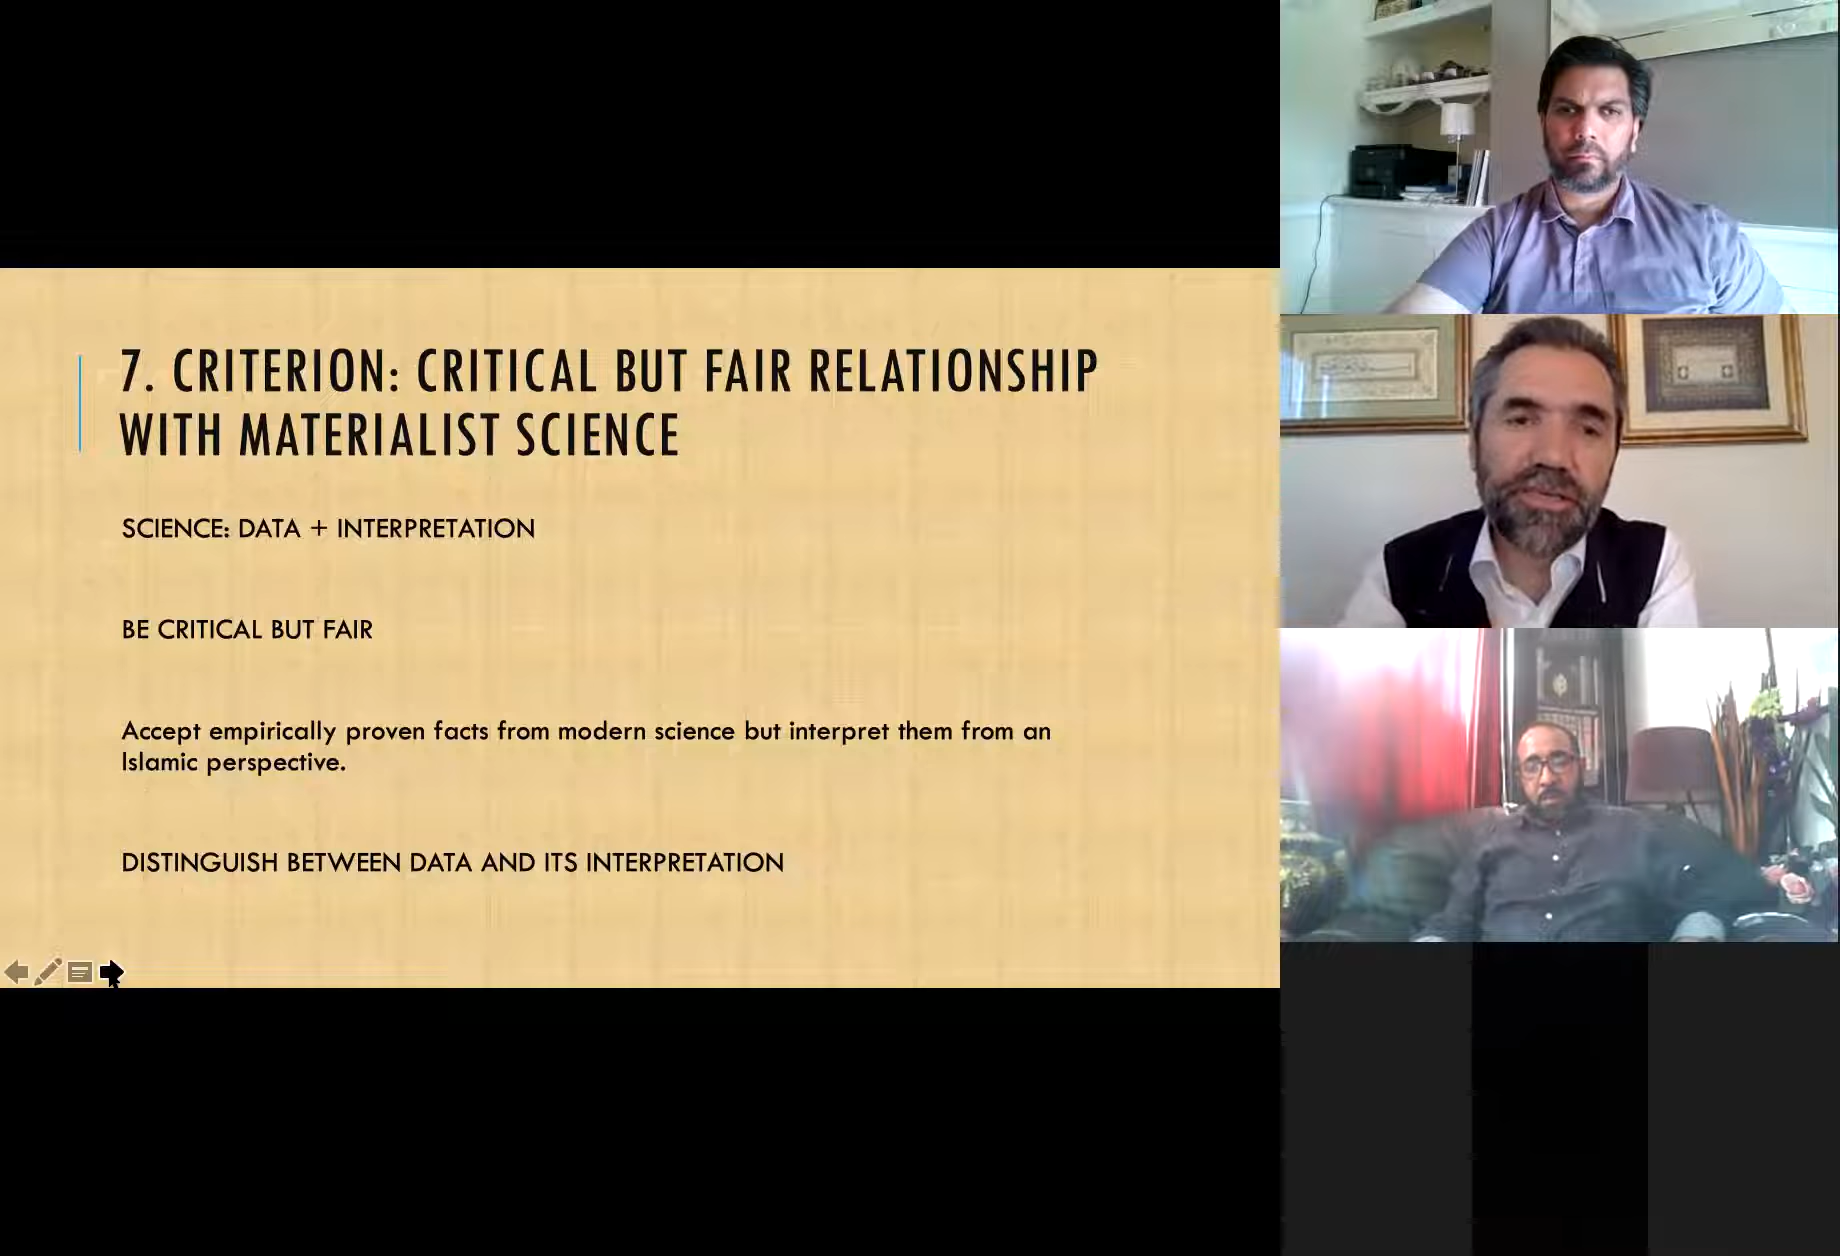 7. CRITERION: CRITICAL BUT FAIR RELATIONSHIP
WITH MATERIALIST SCIENCE
SCIENCE: DATA + INTERPRETATION
BE CRITICAL BUT FAIR
Accept empirically proven facts from modern science but interpret them from an
Islamic perspective.
DISTINGUISH BETWEEN DATA AND ITS INTERPRETATION